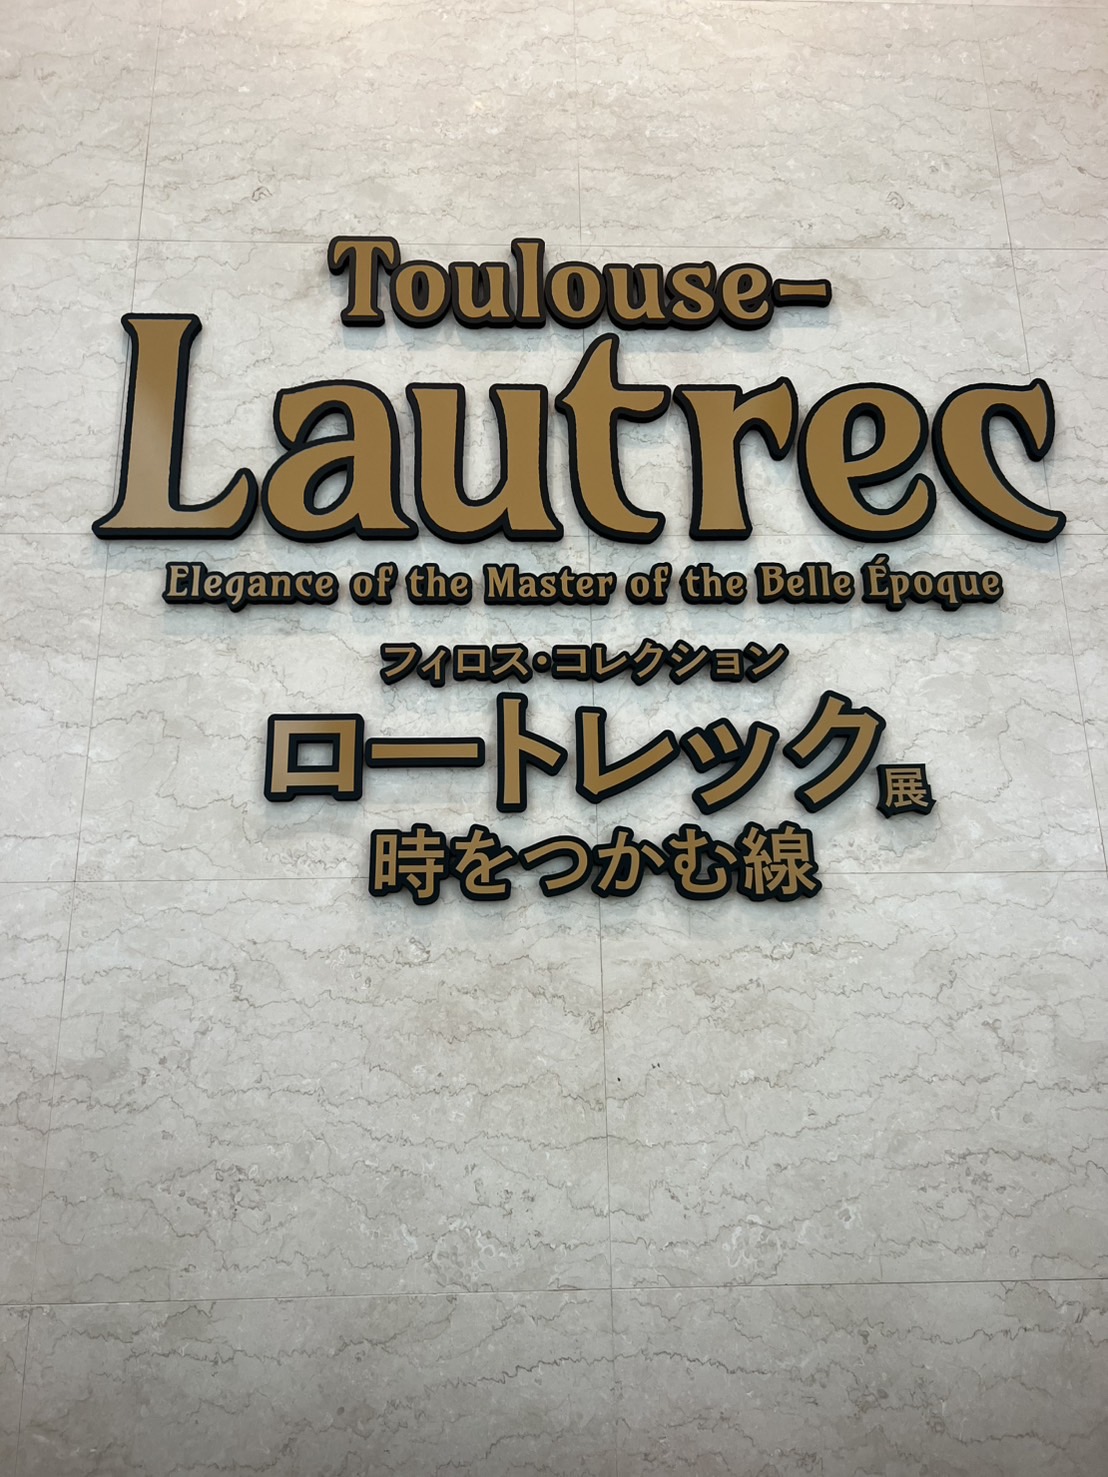 Toulouse-
Lautrec
Elegance of the Master of the Belle Époque
フィロス・コレクション
ロートレック展
時をつかむ線